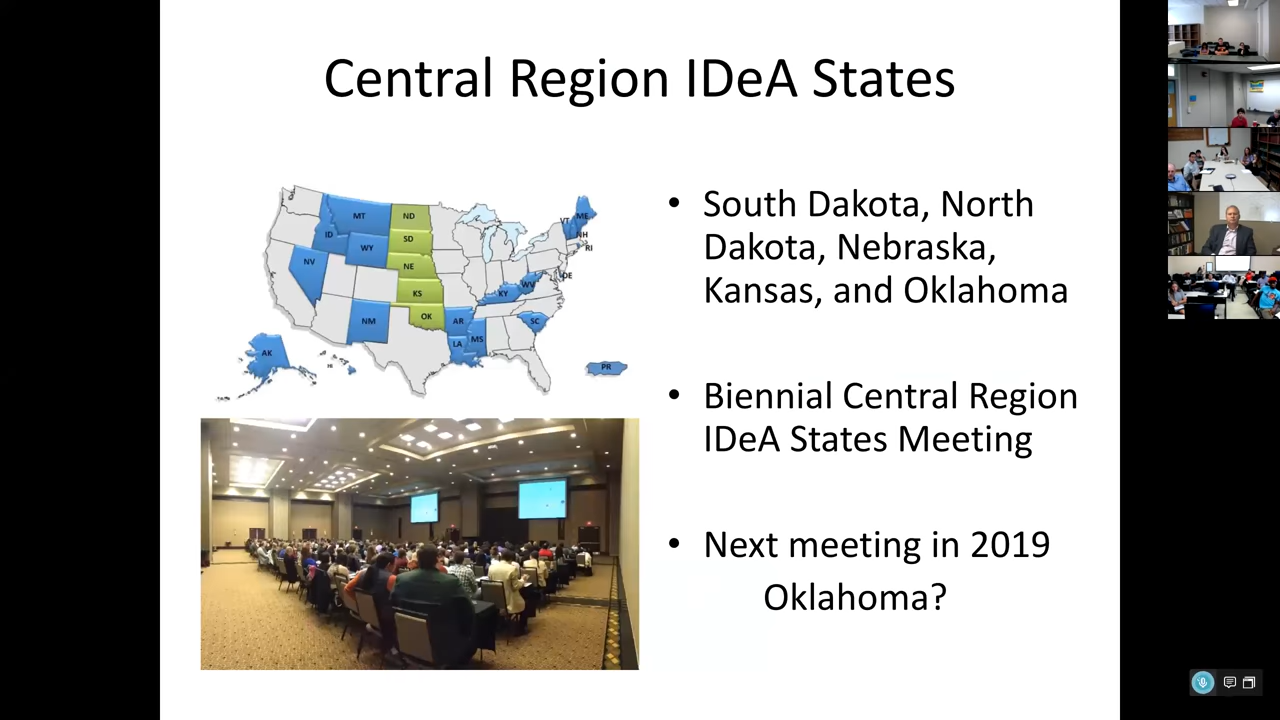 Central Region IDeA States
MT
ND
ID
SD
WY
NV
NE
KS
NM
OK
AR
LA
MS
KY
WV
SC
VT
ME
NH
RI
DE
AK
HI
PR
• South Dakota, North
Dakota, Nebraska,
Kansas, and Oklahoma
• Biennial Central Region
IDeA States Meeting
• Next meeting in 2019
Oklahoma?